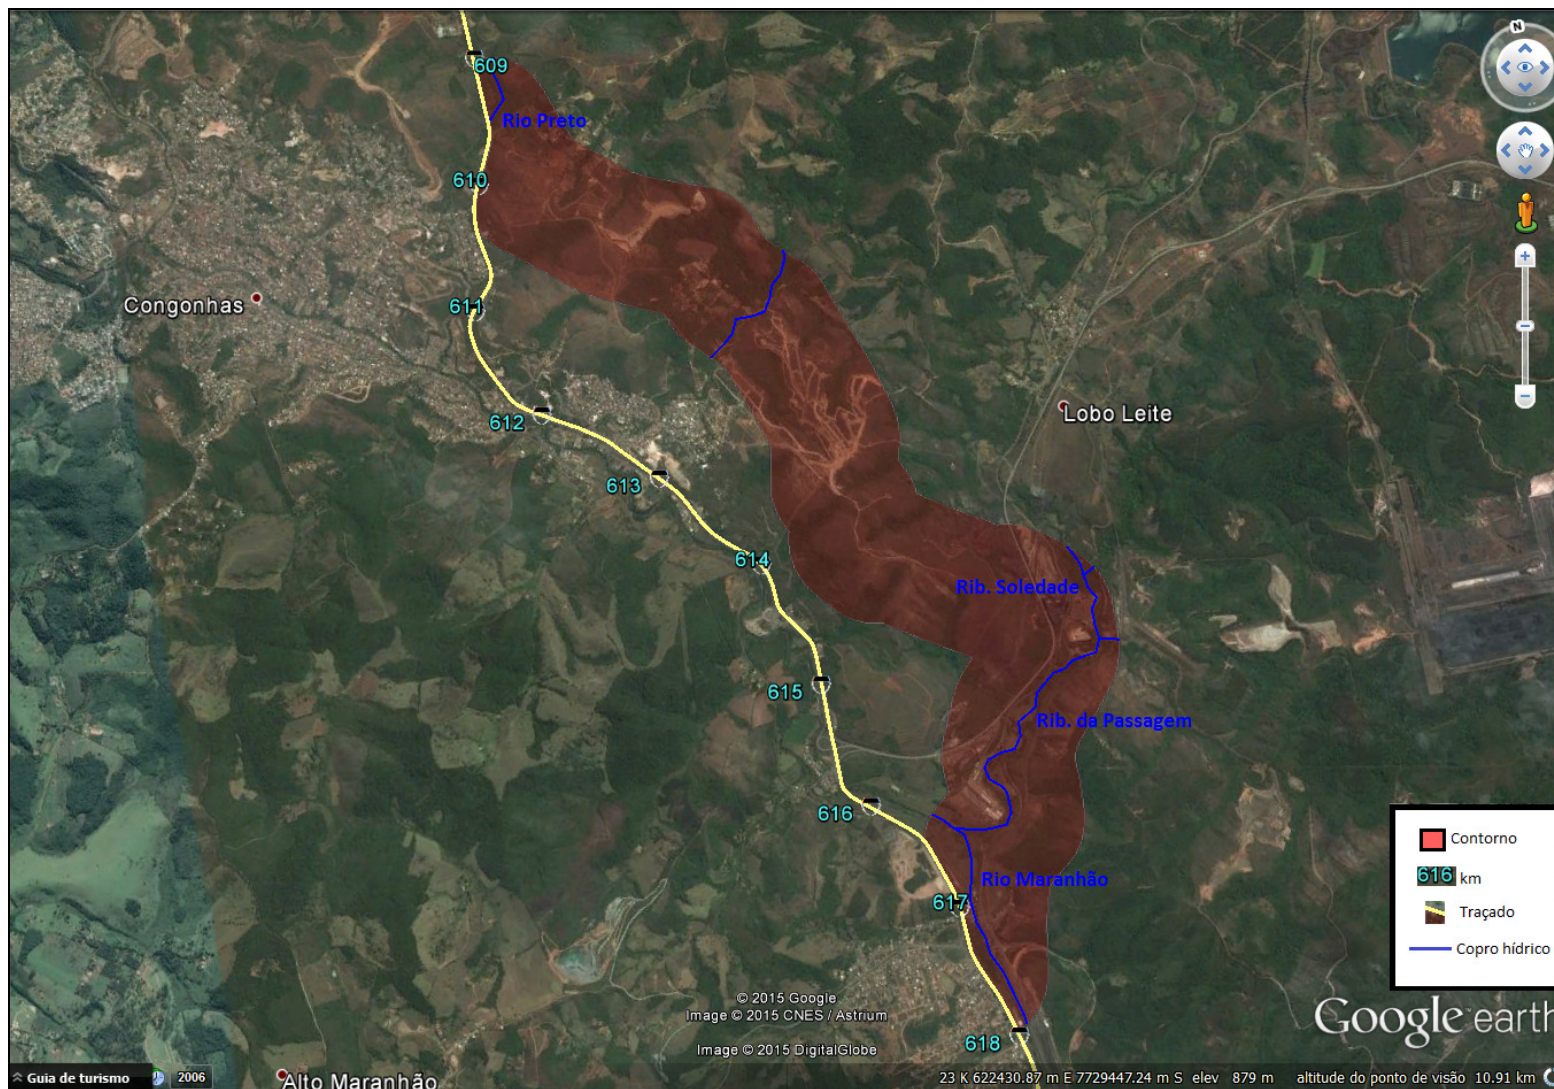 N
609
Rio Preto
610
Congonhas
611
Lobo Leite
612
613
614
Rib. Soledade
615
Rib. da Passagem
616
Rio Maranhão
617
618
Contorno
616 km
Traçado
Copro hídrico
© 2015 Google
Image © 2015 CNES / Astrium
Image © 2015 DigitalGlobe
Google earth
Guia de turismo
2006
Alto Maranhão
23 K 622430.87 m E 7729447.24 m S elev 879 m altitude do ponto de visão 10.91 km